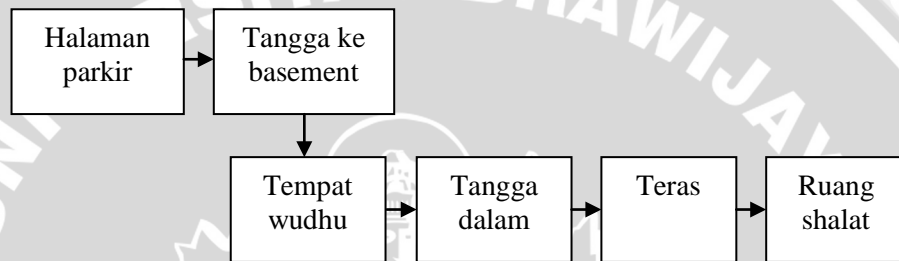 Halaman
parkir
Tangga ke
basement
Tempat
wudhu
Tangga
dalam
Teras
Ruang
shalat